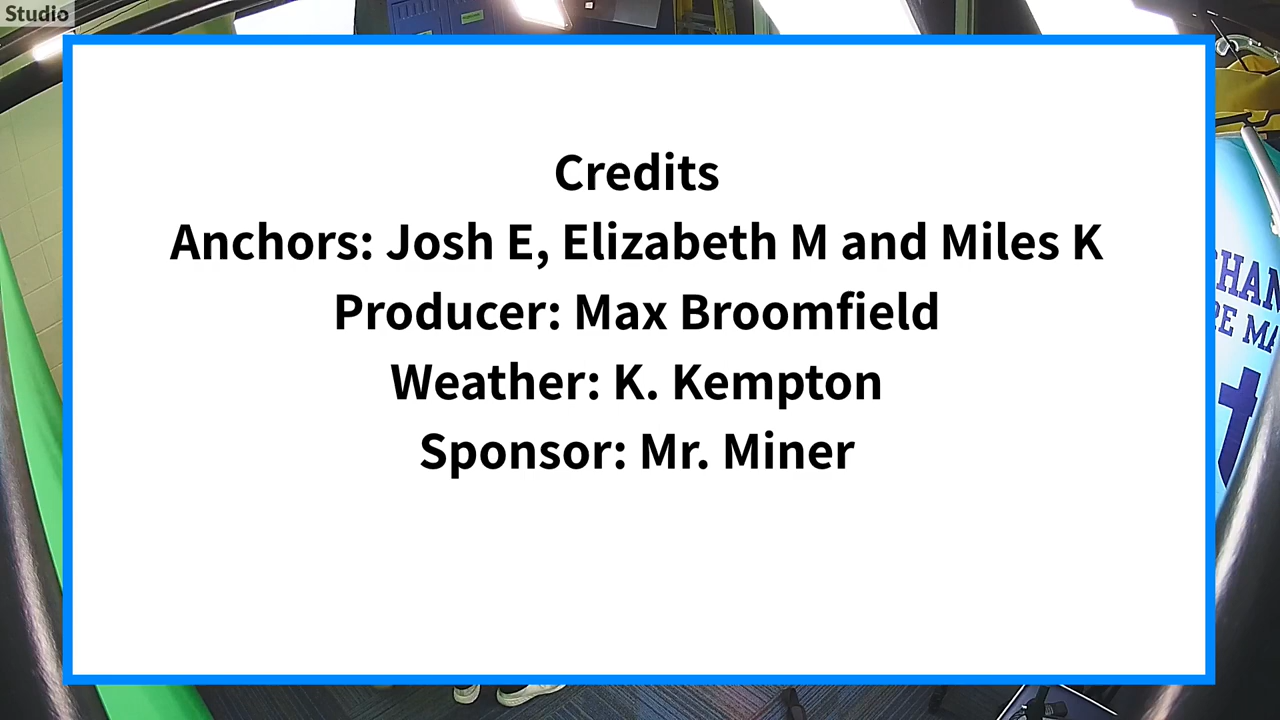 Studio
Credits
Anchors: Josh E, Elizabeth M and Miles K
Producer: Max Broomfield
Weather: K. Kempton
Sponsor: Mr. Miner